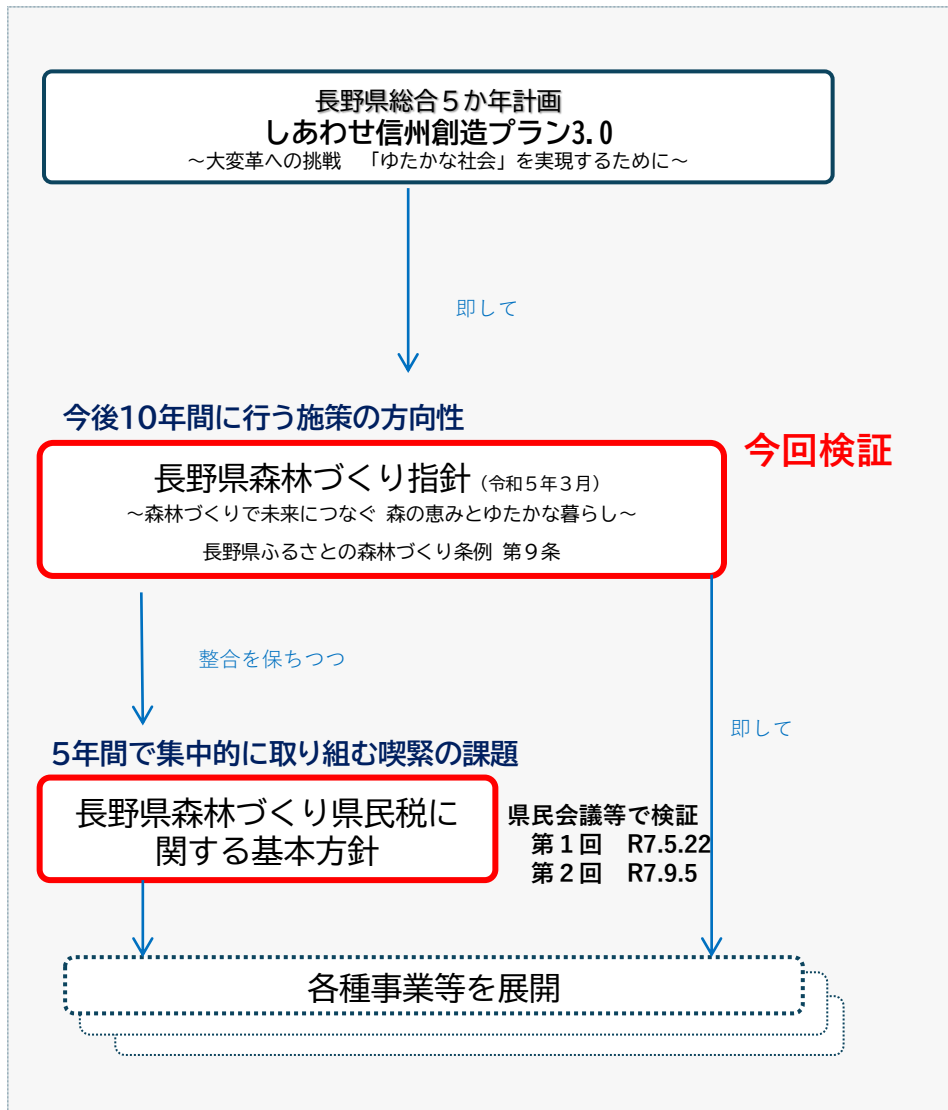 長野県総合５か年計画
しあわせ信州創造プラン3.0
～大変革への挑戦　「ゆたかな社会」を実現するために～
即して
今後10年間に行う施策の方向性
今回検証
長野県森林づくり指針（令和５年３月）
～森林づくりで未来につなぐ 森の恵みとゆたかな暮らし～
長野県ふるさとの森林づくり条例 第９条
整合を保ちつつ
即して
5年間で集中的に取り組む喫緊の課題
長野県森林づくり県民税に
関する基本方針
県民会議等で検証
第１回　R7.5.22
第２回　R7.9.5
各種事業等を展開